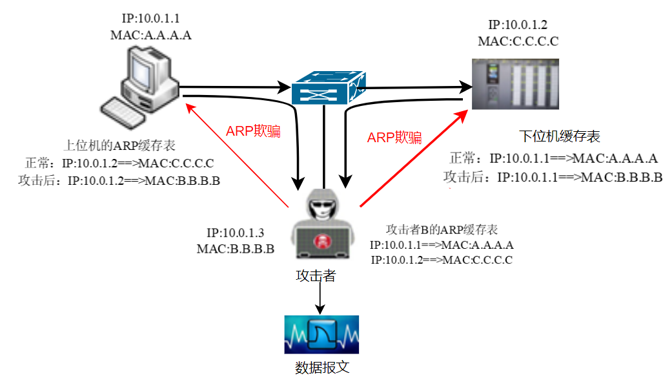 IP:10.0.1.1
MAC:A.A.A.A
IP:10.0.1.2
MAC:C.C.C.C
ARP欺骗
ARP欺骗
上位机的ARP缓存表
正常：IP:10.0.1.2==>MAC:C.C.C.C
攻击后：IP:10.0.1.2==>MAC:B.B.B.B
下位机缓存表
正常：IP:10.0.1.1==>MAC:A.A.A.A
攻击后：IP:10.0.1.1==>MAC:B.B.B.B
IP:10.0.1.3
MAC:B.B.B.B
攻击者B的ARP缓存表
IP:10.0.1.1==>MAC:A.A.A.A
IP:10.0.1.2==>MAC:C.C.C.C
攻击者
数据报文